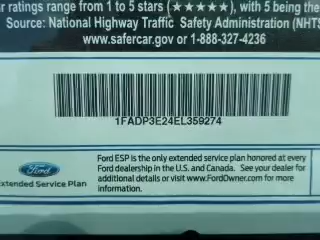 ar ratings range from 1 to 5 stars (★★★★★), with 5 being the
Source: National Highway Traffic Safety Administration (NHTS
www.safercar.gov or 1-888-327-4236
1FADP3E24EL359274
Ford ESP is the only extended service plan honored at every
Ford dealership in the U.S. and Canada. See dealer for
additional details or visit www.FordOwner.com for more
information.
Ford
Extended Service Plan